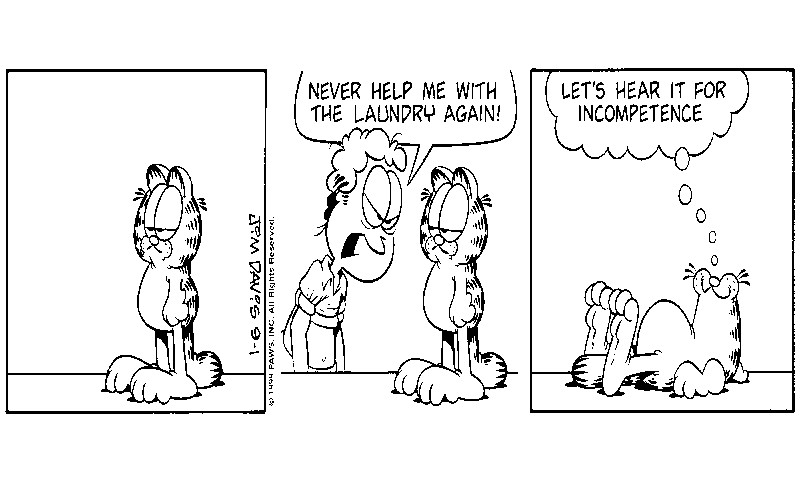 JIM DAVIS 9-1
© 1994 PAWS, INC. All Rights Reserved.
NEVER HELP ME WITH
THE LAUNDRY AGAIN!
LET'S HEAR IT FOR
INCOMPETENCE